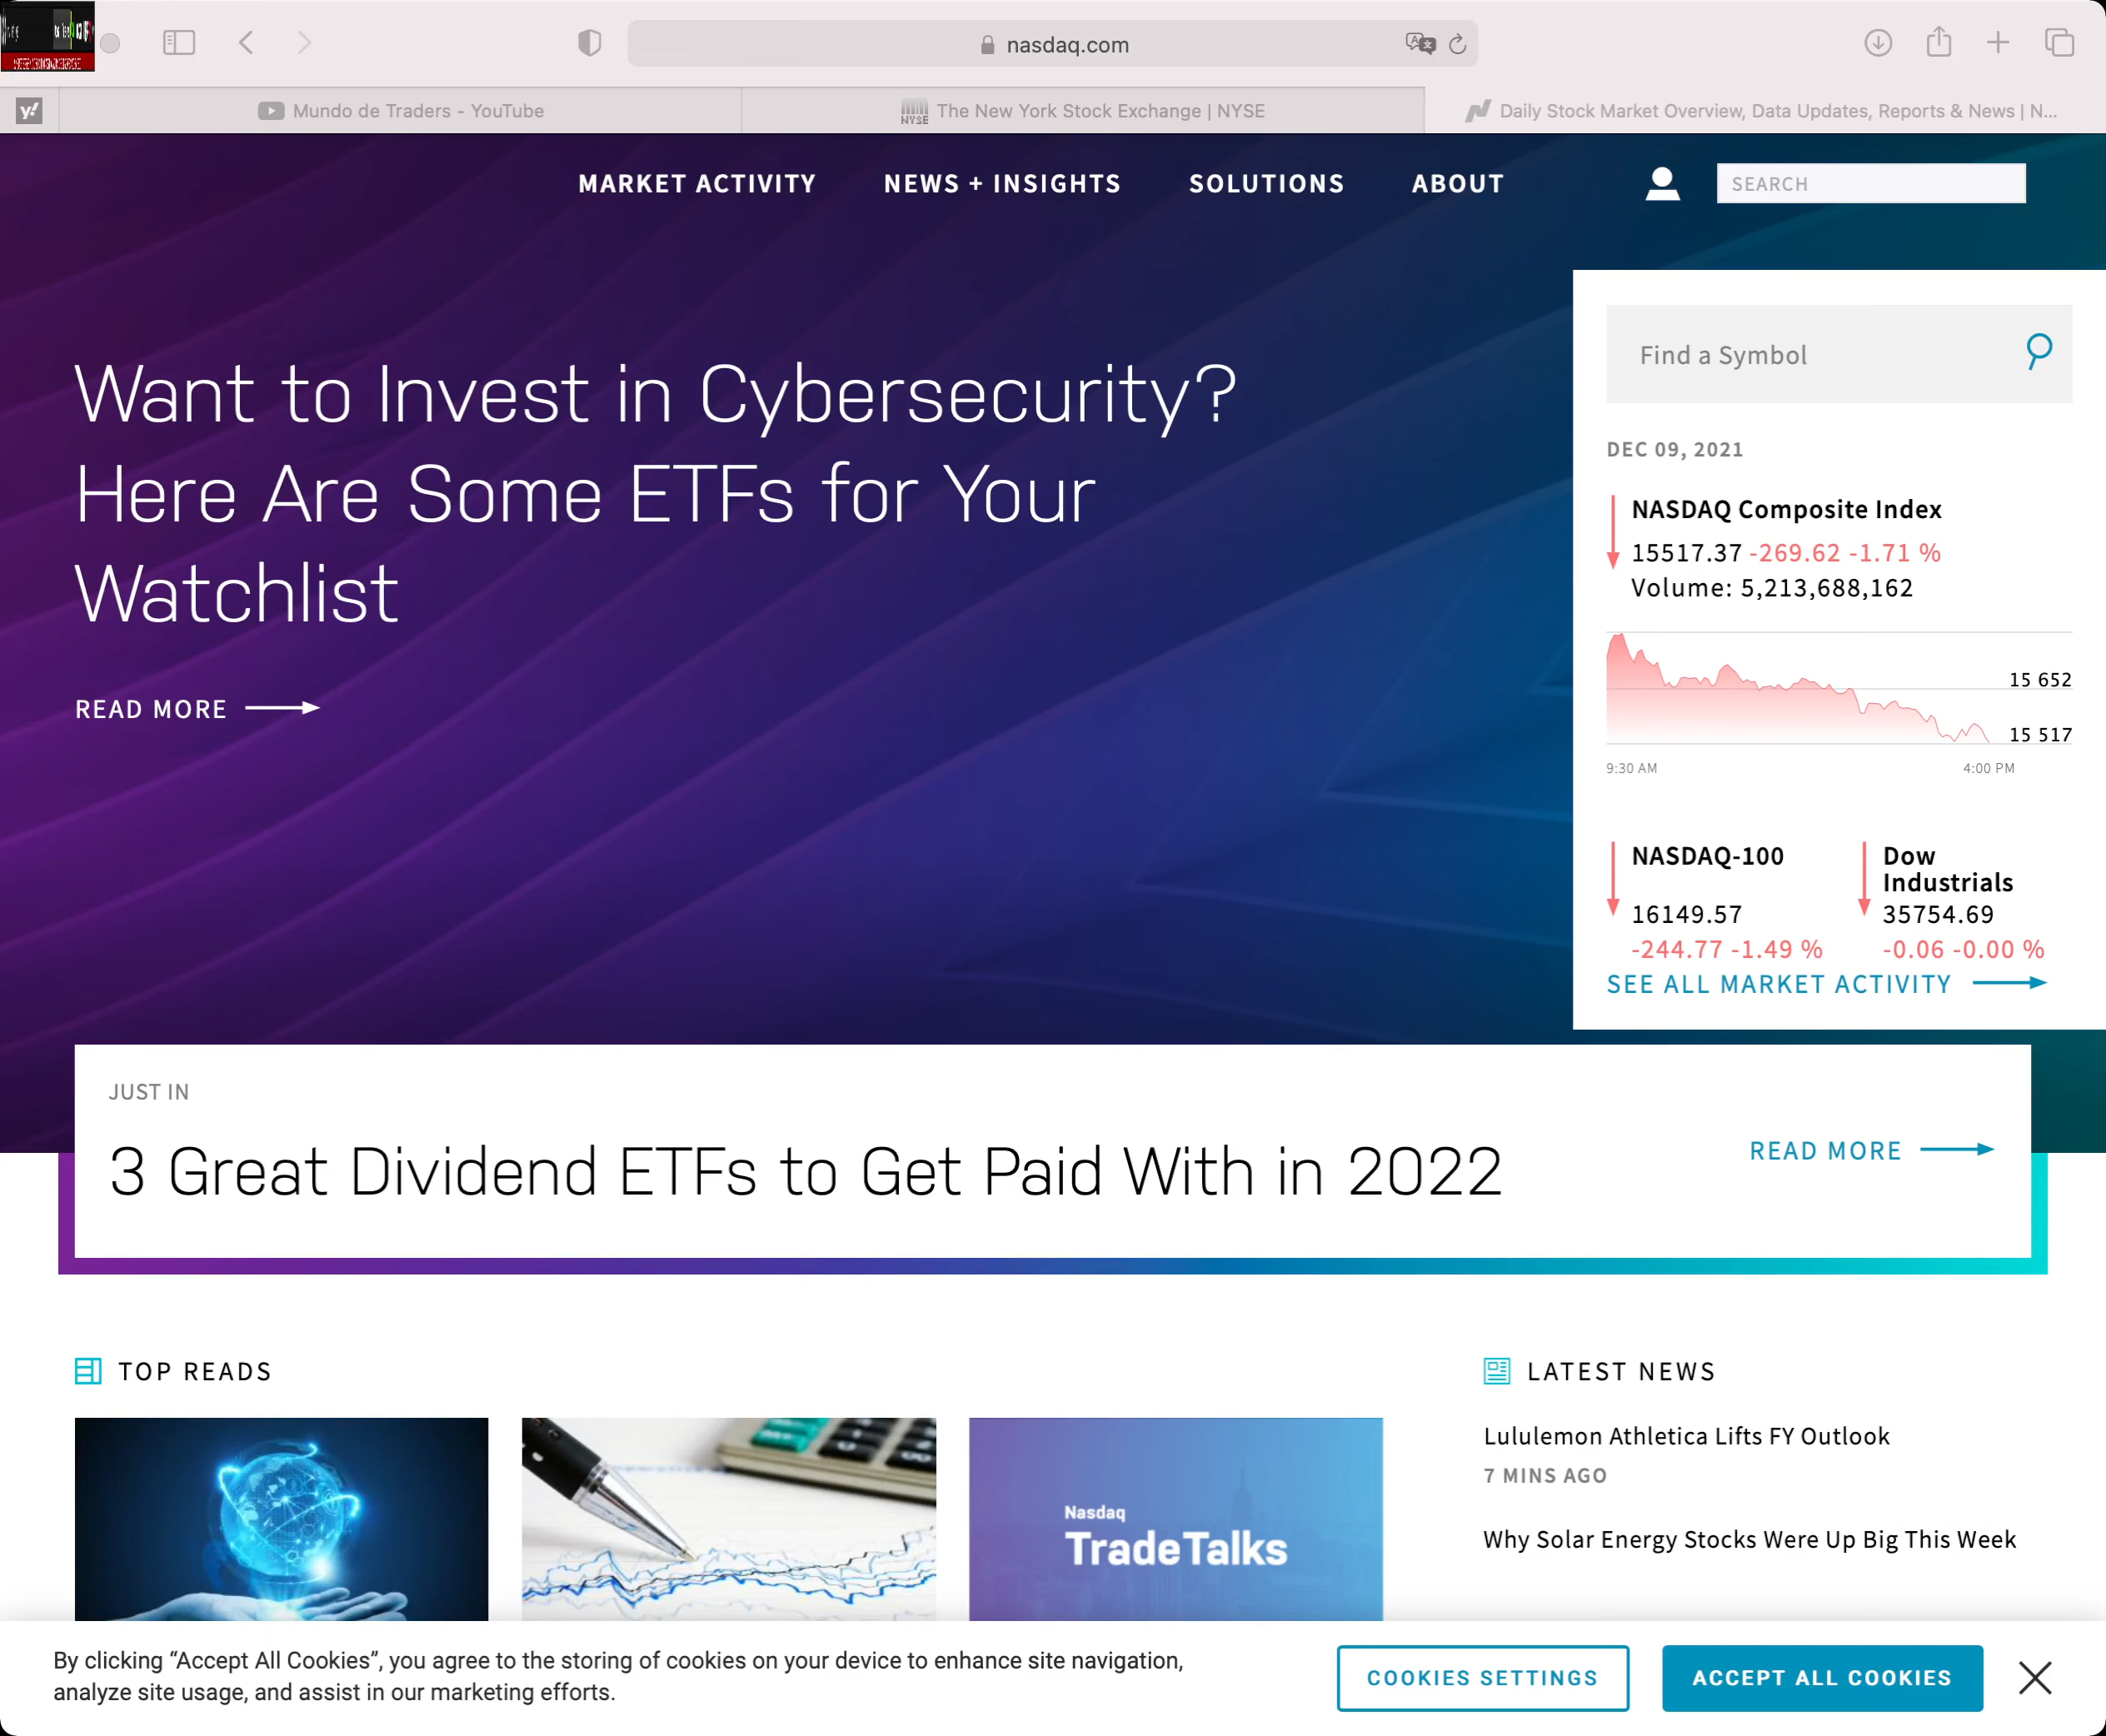 nasdaq.com
y!
Mundo de Traders - YouTube
NYSE
The New York Stock Exchange | NYSE
Daily Stock Market Overview, Data Updates, Reports & News | N...
MARKET ACTIVITY
NEWS + INSIGHTS
SOLUTIONS
ABOUT
SEARCH
Want to Invest in Cybersecurity?
Here Are Some ETFs for Your
Watchlist
READ MORE
Find a Symbol
DEC 09, 2021
NASDAQ Composite Index
15517.37 -269.62 -1.71 %
Volume: 5,213,688,162
15 652
15 517
9:30 AM
4:00 PM
NASDAQ-100
16149.57
-244.77 -1.49 %
Dow
Industrials
35754.69
-0.06 -0.00 %
SEE ALL MARKET ACTIVITY
JUST IN
3 Great Dividend ETFs to Get Paid With in 2022
READ MORE
TOP READS
Nasdaq
TradeTalks
LATEST NEWS
Lululemon Athletica Lifts FY Outlook
7 MINS AGO
Why Solar Energy Stocks Were Up Big This Week
By clicking “Accept All Cookies”, you agree to the storing of cookies on your device to enhance site navigation,
analyze site usage, and assist in our marketing efforts.
COOKIES SETTINGS
ACCEPT ALL COOKIES